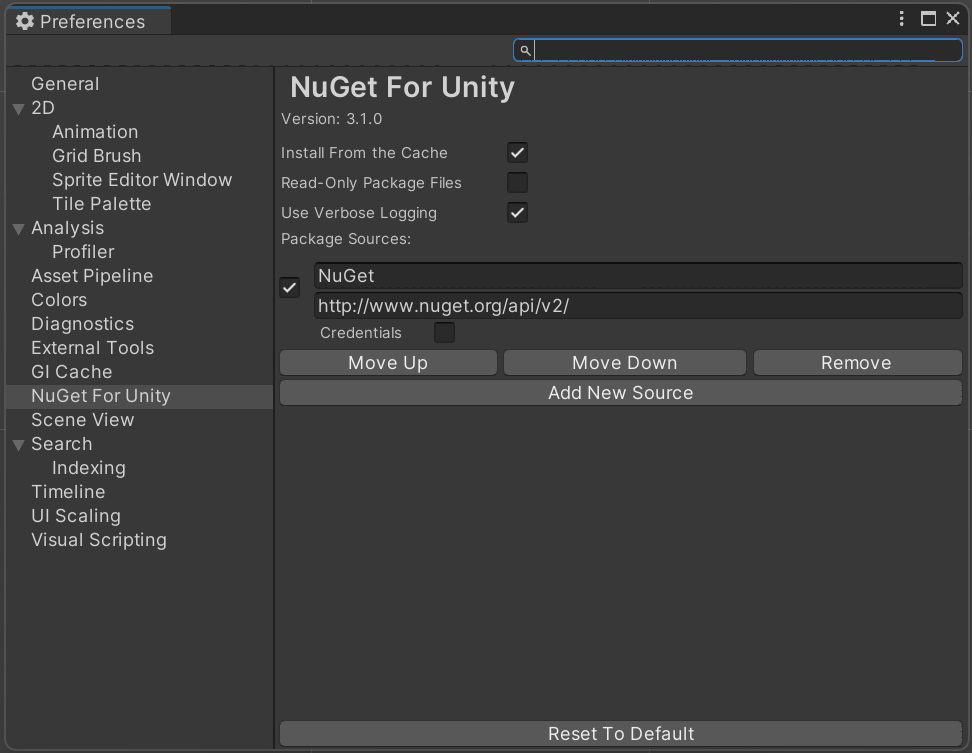 Preferences
General
2D
Animation
Grid Brush
Sprite Editor Window
Tile Palette
Analysis
Profiler
Asset Pipeline
Colors
Diagnostics
External Tools
GI Cache
NuGet For Unity
Scene View
Search
Indexing
Timeline
UI Scaling
Visual Scripting
NuGet For Unity
Version: 3.1.0
Install From the Cache
Read-Only Package Files
Use Verbose Logging
Package Sources:
NuGet
http://www.nuget.org/api/v2/
Credentials
Move Up Move Down Remove
Add New Source
Reset To Default